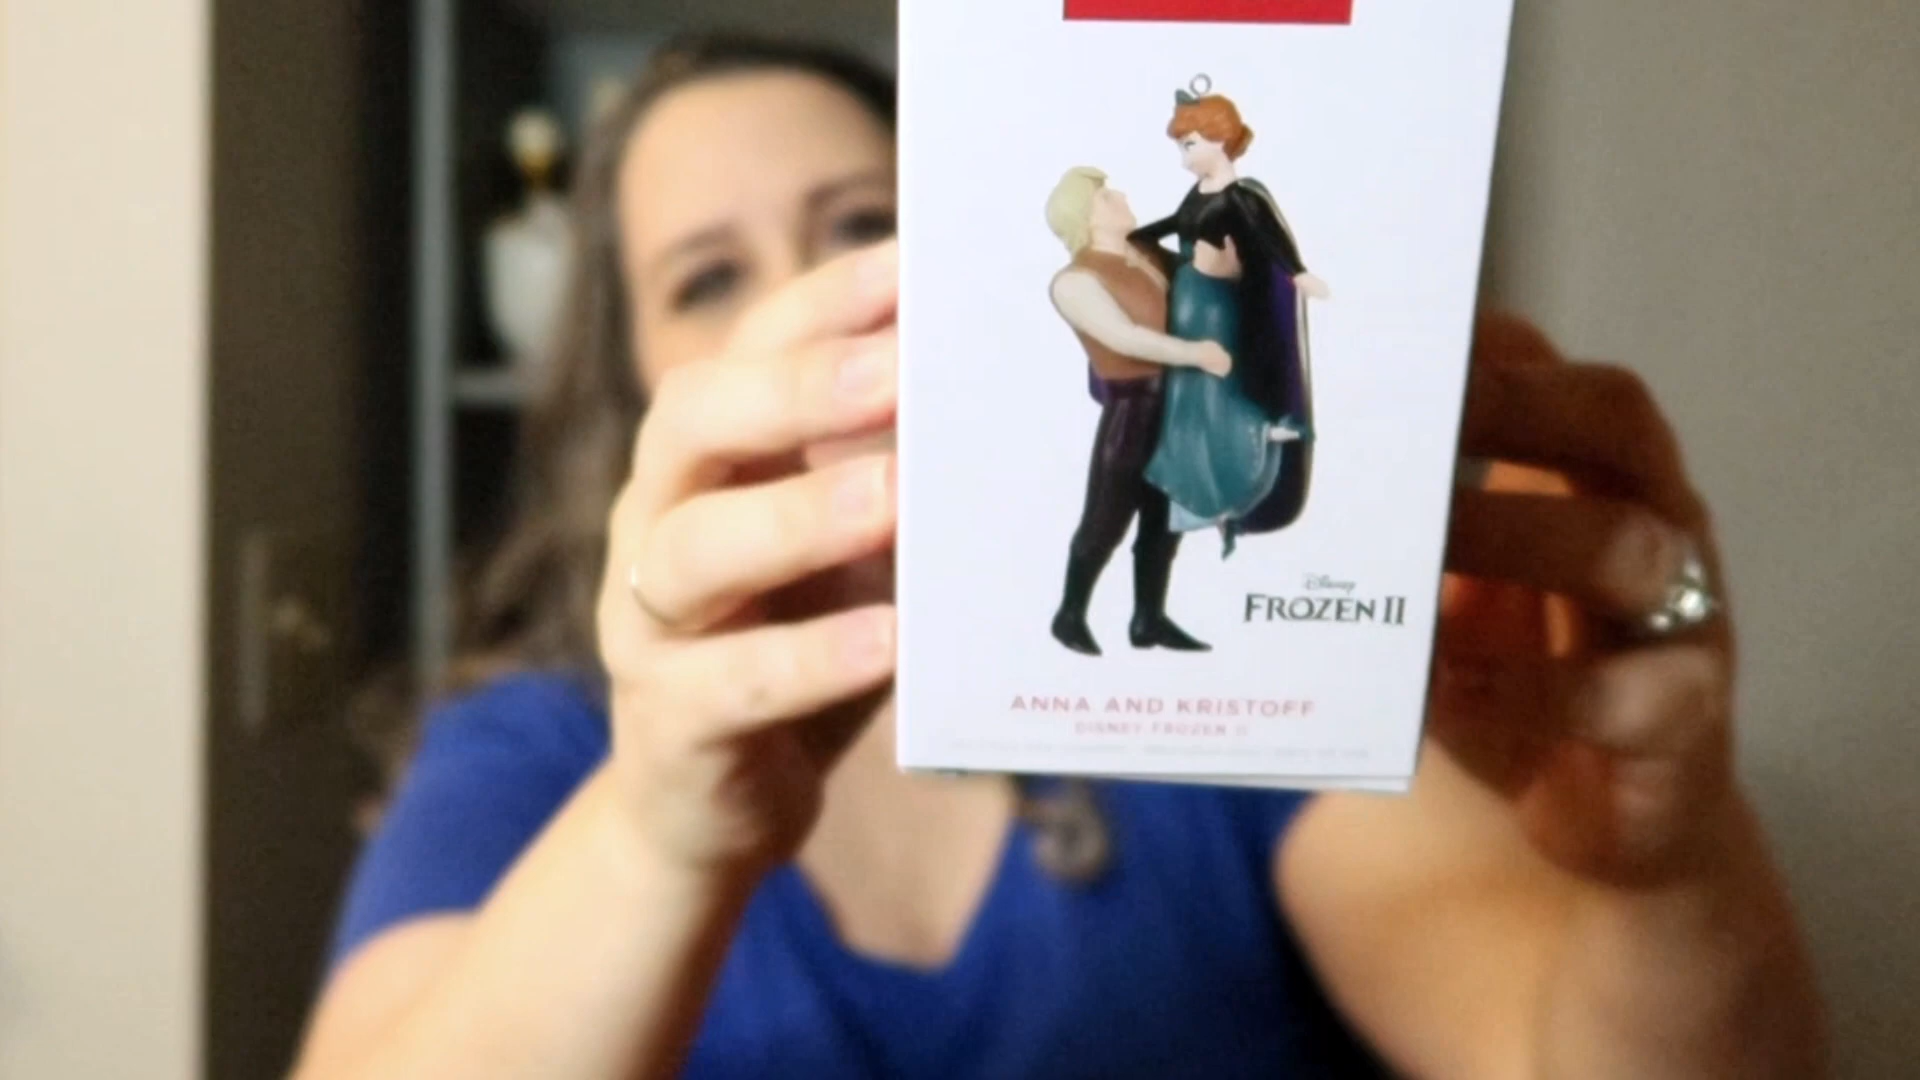 Disney
FROZEN II
ANNA AND KRISTOFF
DISNEY FROZEN II